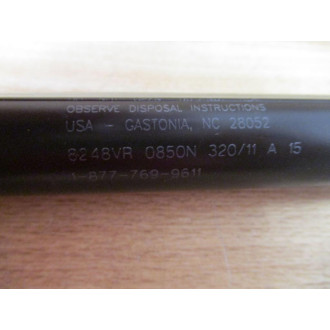 OBSERVE DISPOSAL INSTRUCTIONS
USA - GASTONIA, NC 28052
8248VR 0850N 320/11 A 15
1-877-769-9611